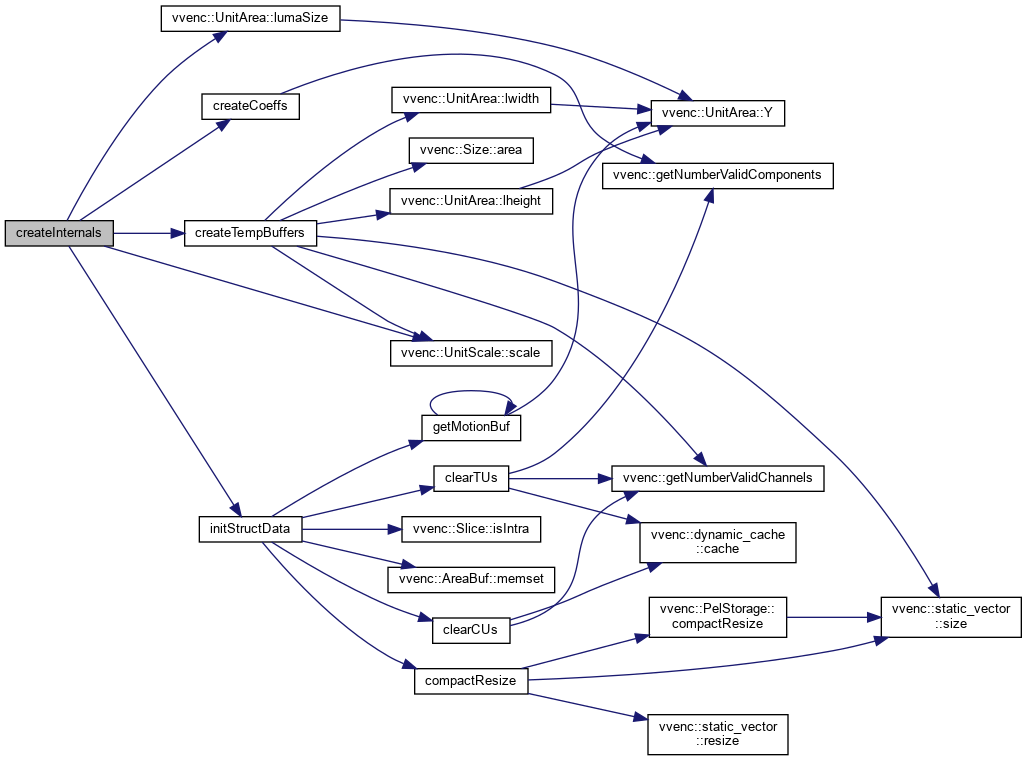 vvenc::UnitArea::lumaSize
createCoeffs
vvenc::UnitArea::lwidth
vvenc::UnitArea::Y
vvenc::Size::area
vvenc::getNumberValidComponents
vvenc::UnitArea::lheight
createInternals
createTempBuffers
vvenc::UnitScale::scale
getMotionBuf
clearTUs
vvenc::getNumberValidChannels
initStructData
vvenc::Slice::isIntra
vvenc::dynamic_cache
::cache
vvenc::AreaBuf::memset
clearCUs
vvenc::PelStorage::
compactResize
vvenc::static_vector
::size
compactResize
vvenc::static_vector
::resize